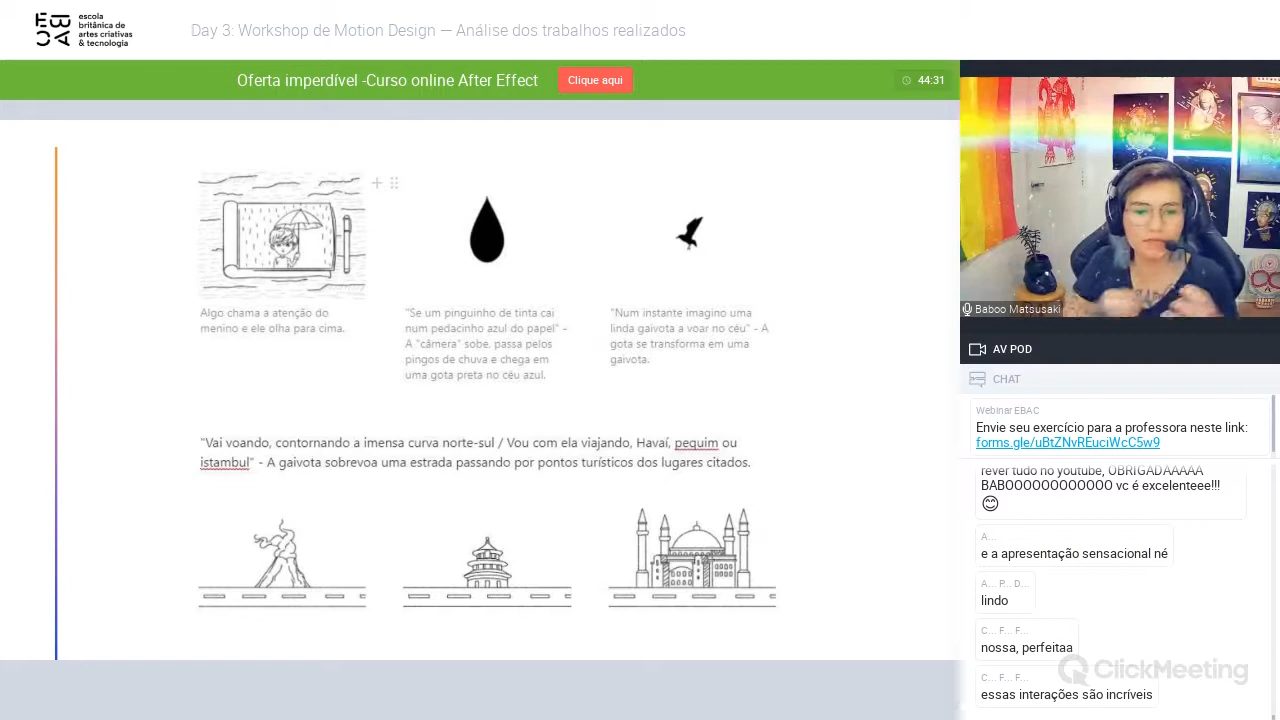 EBAC
escola
britânica de
artes criativas
& tecnologia
Day 3: Workshop de Motion Design — Análise dos trabalhos realizados
Oferta imperdível -Curso online After Effect
Clique aqui
44:31
Algo chama a atenção do
menino e ele olha para cima.
"Se um pinguinho de tinta cai
num pedacinho azul do papel" -
A "câmera" sobe, passa pelos
pingos de chuva e chega em
uma gota preta no céu azul.
"Num instante imagino uma
linda gaivota a voar no céu" - A
gota se transforma em uma
gaivota.
"Vai voando, contornando a imensa curva norte-sul / Vou com ela viajando, Havaí, pequim ou
istambul" - A gaivota sobrevoa uma estrada passando por pontos turísticos dos lugares citados.
Baboo Matsusaki
AV POD
CHAT
Webinar EBAC
Envie seu exercício para a professora neste link:
forms.gle/uBtZNvREuciWcC5w9
rever tudo no youtube, OBRIGADAAAAA
BABOOOOOOOOOOO vc é excelenteee!!!
😊
A...
e a apresentação sensacional né
A... P... D...
lindo
C... F... F...
nossa, perfeitaa
C... F... F...
essas interações são incríveis
ClickMeeting